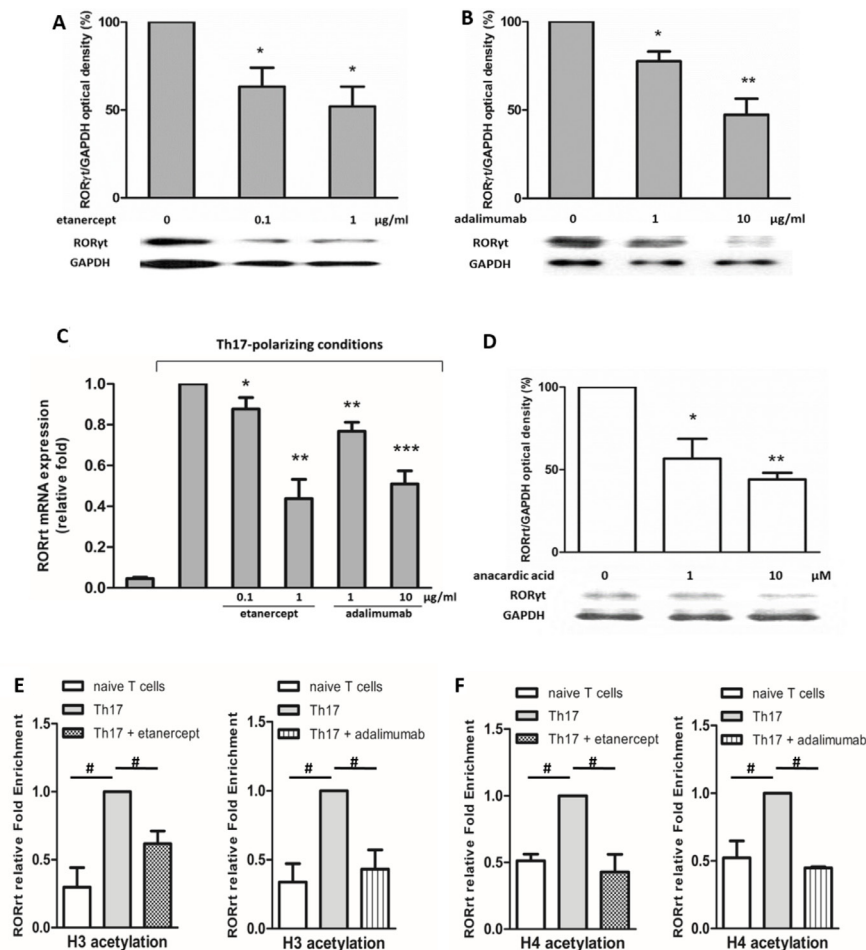 A
RORγt/GAPDH optical density (%)
100
50
0
*
*
etanercept 0 0.1 1 μg/ml
RORγt
GAPDH
B
RORγt/GAPDH optical density (%)
100
50
0
*
**
adalimumab 0 1 10 μg/ml
RORγt
GAPDH
C
Th17-polarizing conditions
RORrt mRNA expression
(relative fold)
1.0
0.8
0.6
0.4
0.2
0.0
*
**
**
***
0.1 1 1 10 μg/ml
etanercept adalimumab
D
RORrt/GAPDH optical density (%)
100
50
0
*
**
anacardic acid 0 1 10 μM
RORγt
GAPDH
E
naive T cells
Th17
Th17 + etanercept
RORrt relative Fold Enrichment
1.5
1.0
0.5
0.0
# #
H3 acetylation
naive T cells
Th17
Th17 + adalimumab
RORrt relative Fold Enrichment
1.5
1.0
0.5
0.0
# #
H3 acetylation
F
naive T cells
Th17
Th17 + etanercept
RORrt relative Fold Enrichment
1.5
1.0
0.5
0.0
# #
H4 acetylation
naive T cells
Th17
Th17 + adalimumab
RORrt relative Fold Enrichment
1.5
1.0
0.5
0.0
# #
H4 acetylation